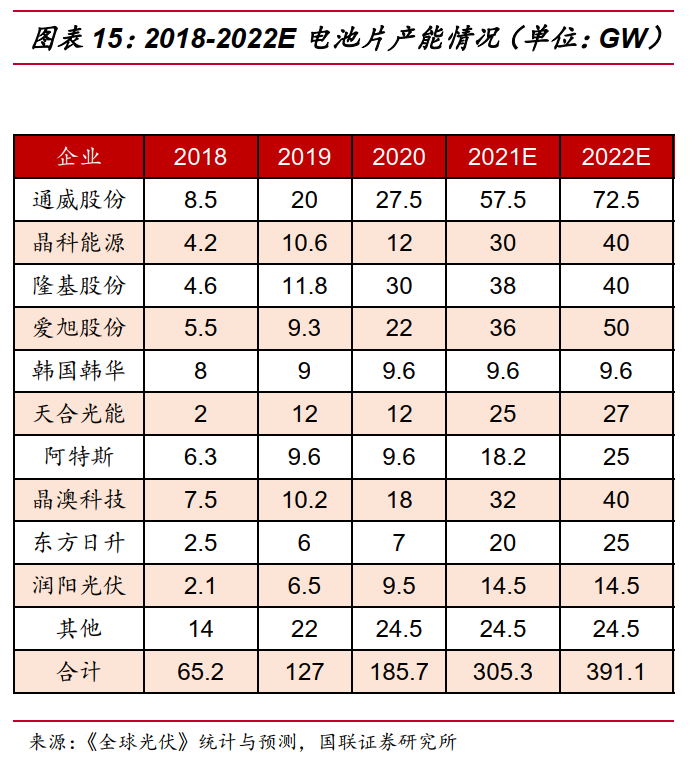 图表 15：2018-2022E 电池片产能情况（单位：GW）
企业 2018 2019 2020 2021E 2022E
通威股份 8.5 20 27.5 57.5 72.5
晶科能源 4.2 10.6 12 30 40
隆基股份 4.6 11.8 30 38 40
爱旭股份 5.5 9.3 22 36 50
韩国韩华 8 9 9.6 9.6 9.6
天合光能 2 12 12 25 27
阿特斯 6.3 9.6 9.6 18.2 25
晶澳科技 7.5 10.2 18 32 40
东方日升 2.5 6 7 20 25
润阳光伏 2.1 6.5 9.5 14.5 14.5
其他 14 22 24.5 24.5 24.5
合计 65.2 127 185.7 305.3 391.1
来源：《全球光伏》统计与预测，国联证券研究所